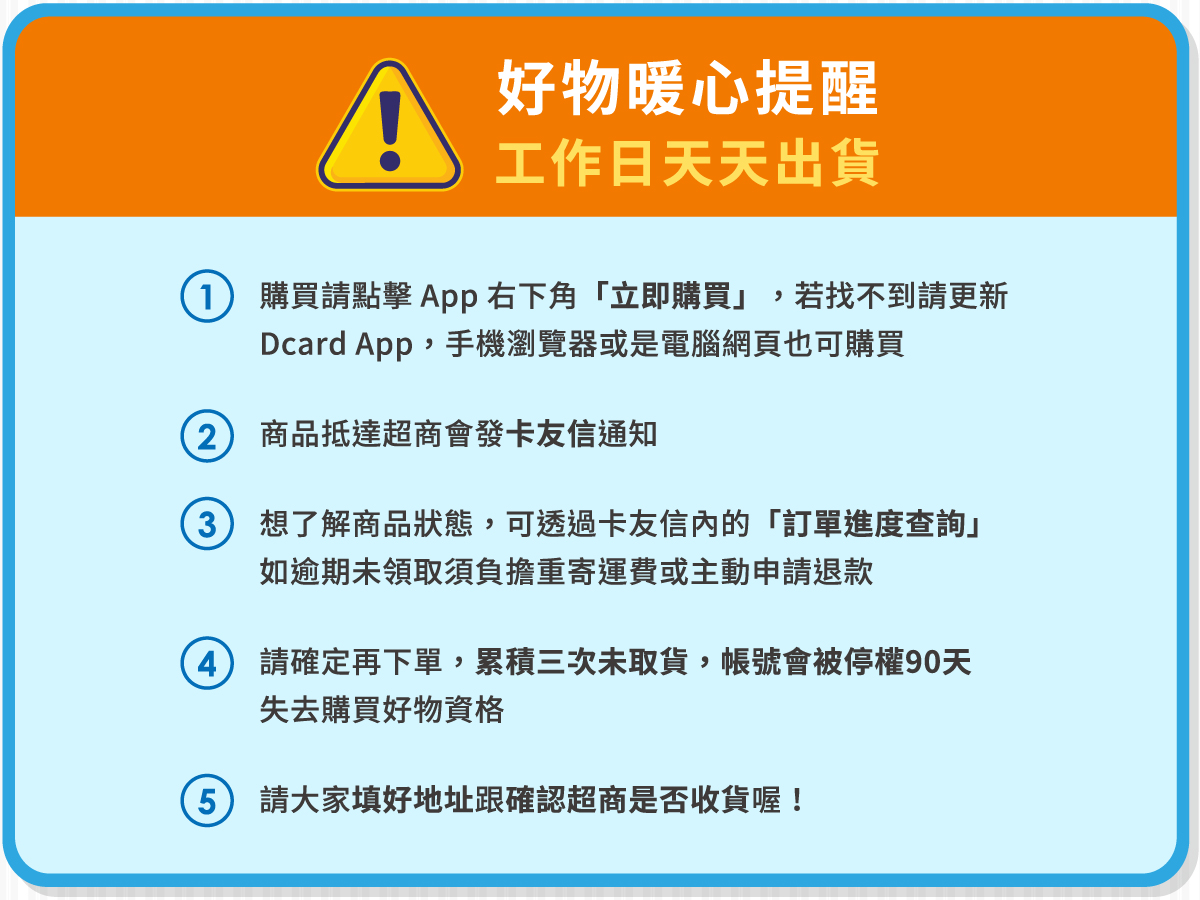 好物暖心提醒
工作日天天出貨
1 購買請點擊 App 右下角「立即購買」，若找不到請更新
Dcard App，手機瀏覽器或是電腦網頁也可購買
2 商品抵達超商會發卡友信通知
3 想了解商品狀態，可透過卡友信內的「訂單進度查詢」
如逾期未領取須負擔重寄運費或主動申請退款
4 請確定再下單，累積三次未取貨，帳號會被停權90天
失去購買好物資格
5 請大家填好地址跟確認超商是否收貨喔！